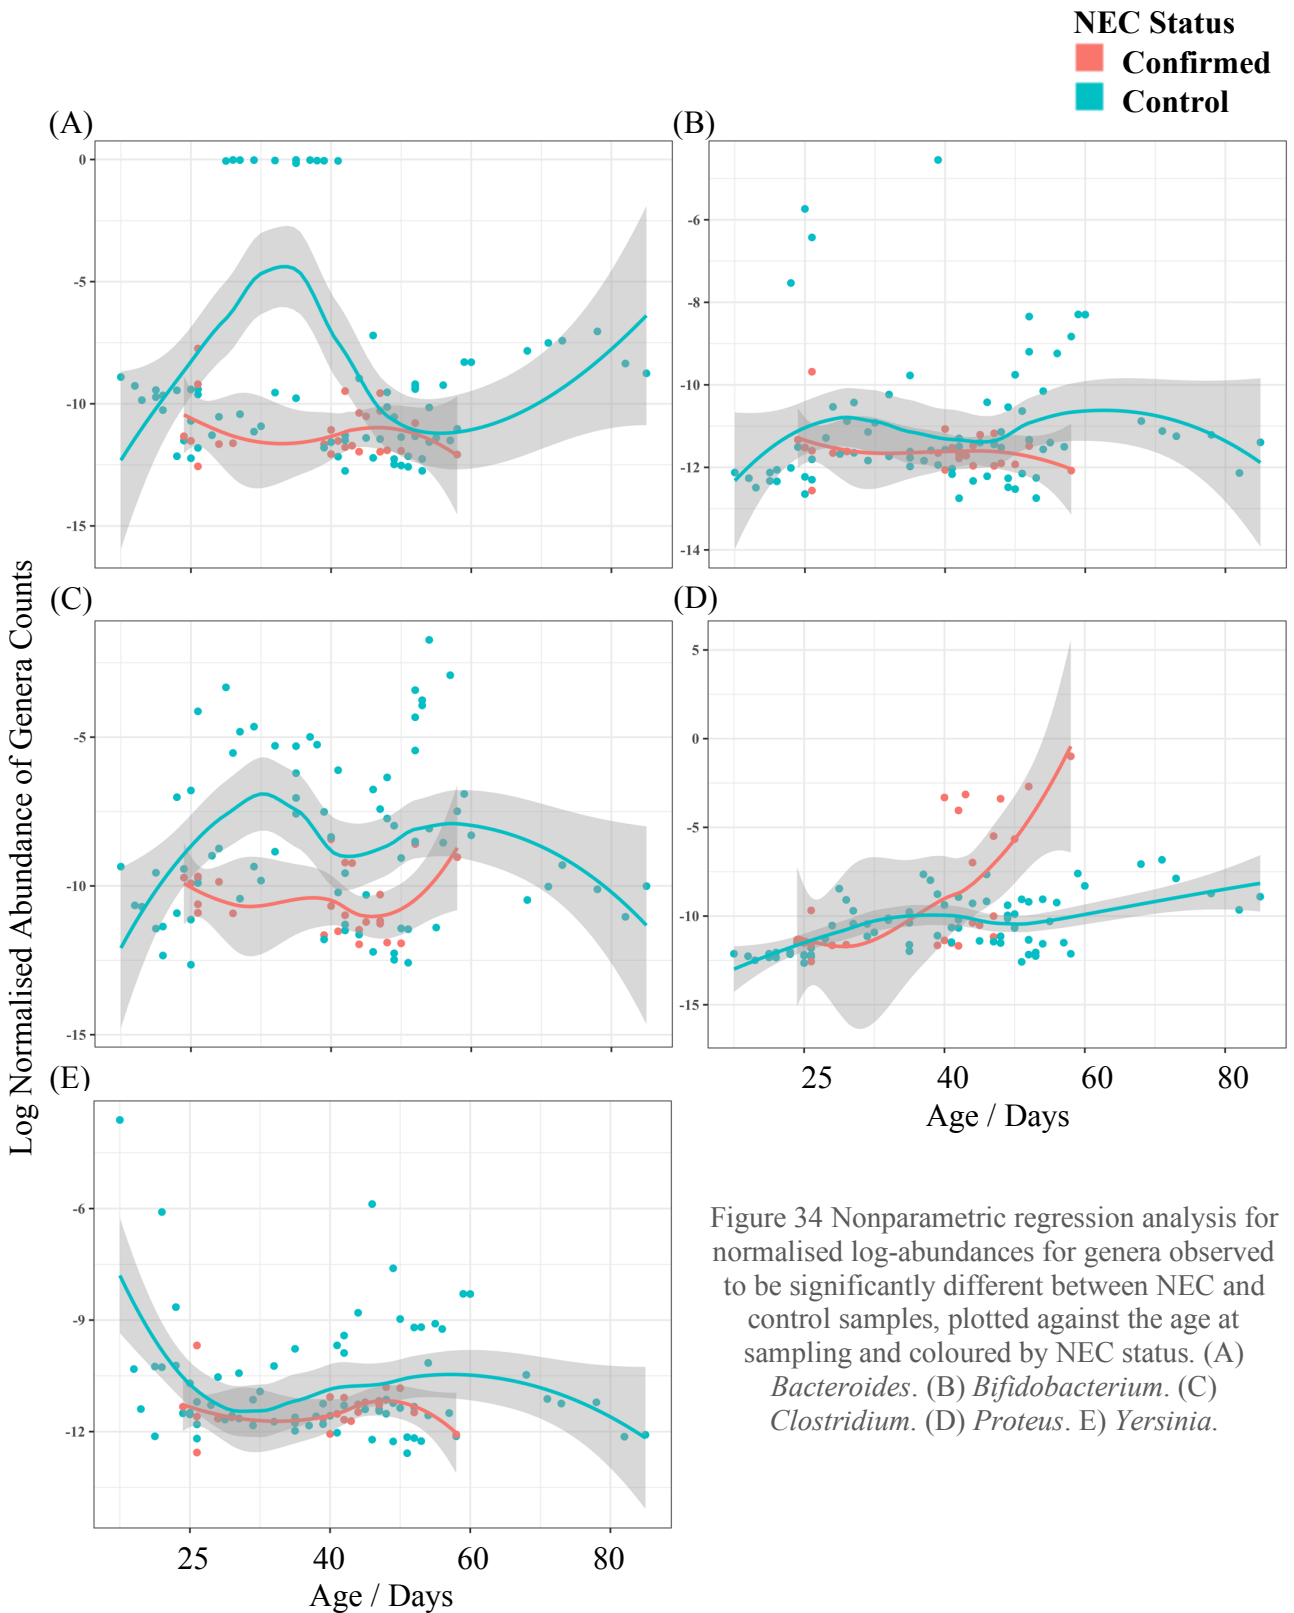 NEC Status
Confirmed
Control
(A)
0
-5
-10
-15
(B)
-6
-8
-10
-12
-14
Log Normalised Abundance of Genera Counts
(C)
-5
-10
-15
(D)
5
0
-5
-10
-15
25 40 60 80
Age / Days
(E)
-6
-9
-12
25 40 60 80
Age / Days
Figure 34 Nonparametric regression analysis for
normalised log-abundances for genera observed
to be significantly different between NEC and
control samples, plotted against the age at
sampling and coloured by NEC status. (A)
Bacteroides. (B) Bifidobacterium. (C)
Clostridium. (D) Proteus. E) Yersinia.